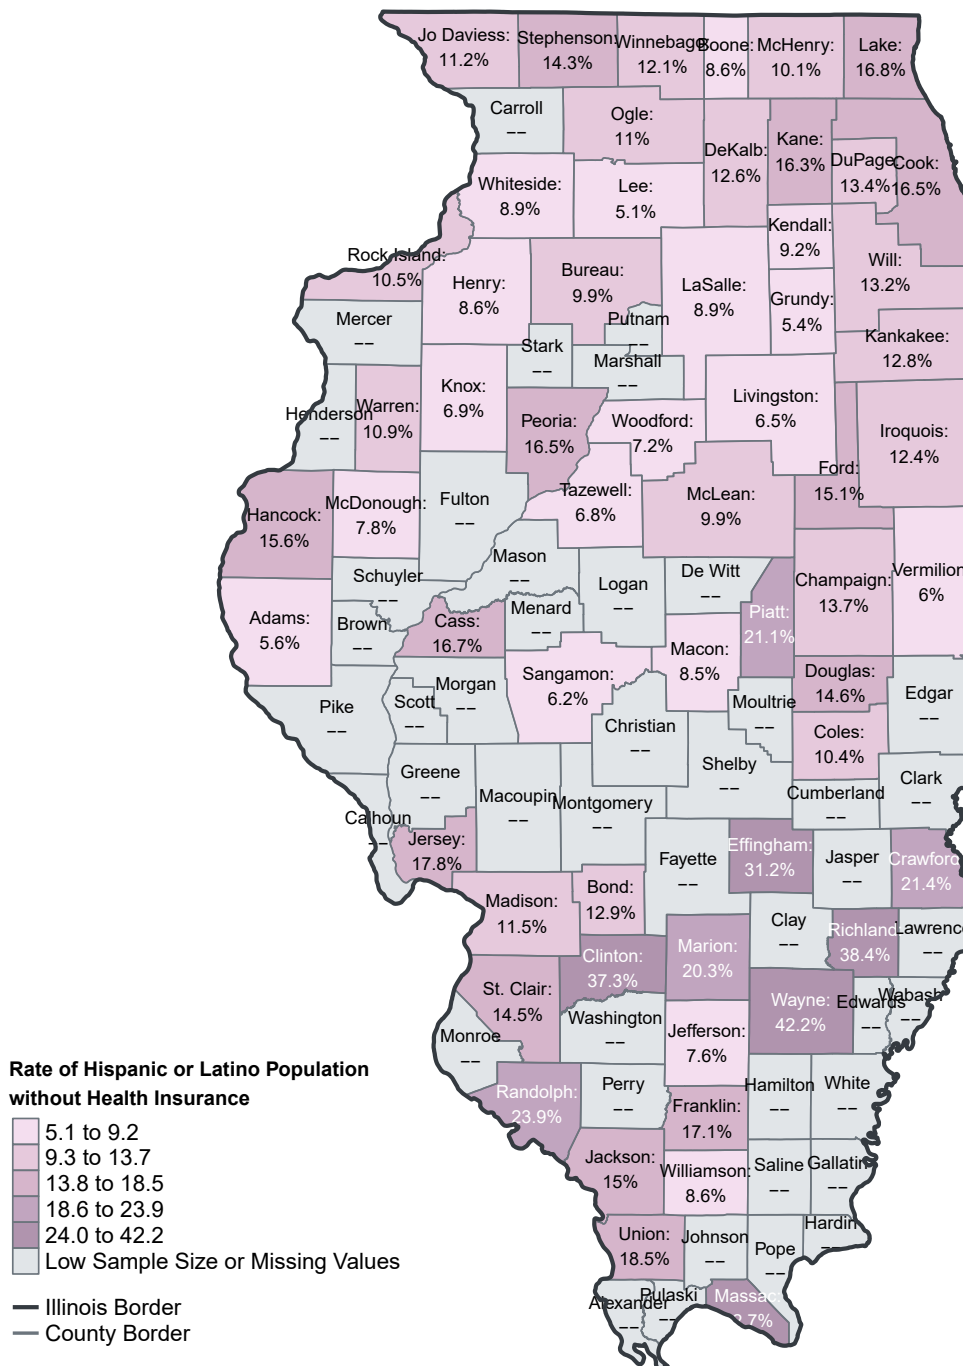 Jo Daviess:
11.2%
Stephenson:
14.3%
Winnebago:
12.1%
Boone:
8.6%
McHenry:
10.1%
Lake:
16.8%
Carroll
––
Ogle:
11%
DeKalb:
12.6%
Kane:
16.3%
DuPage:
13.4%
Cook:
16.5%
Whiteside:
8.9%
Lee:
5.1%
Kendall:
9.2%
Rock Island:
10.5%
Henry:
8.6%
Bureau:
9.9%
LaSalle:
8.9%
Grundy:
5.4%
Will:
13.2%
Mercer
––
Putnam
––
Stark
––
Marshall
––
Kankakee:
12.8%
Henderson
––
Warren:
10.9%
Knox:
6.9%
Peoria:
16.5%
Woodford:
7.2%
Livingston:
6.5%
Ford:
15.1%
Iroquois:
12.4%
Hancock:
15.6%
McDonough:
7.8%
Fulton
––
Tazewell:
6.8%
McLean:
9.9%
Schuyler
––
Mason
––
Logan
––
De Witt
––
Piatt:
21.1%
Champaign:
13.7%
Vermilion
6%
Adams:
5.6%
Brown
––
Cass:
16.7%
Menard
––
Sangamon:
6.2%
Macon:
8.5%
Douglas:
14.6%
Edgar
––
Pike
––
Scott
––
Morgan
––
Christian
––
Moultrie
––
Coles:
10.4%
Shelby
––
Greene
––
Macoupin
––
Montgomery
––
Cumberland
––
Clark
––
Calhoun
––
Jersey:
17.8%
Fayette
––
Effingham:
31.2%
Jasper
––
Crawford
21.4%
Madison:
11.5%
Bond:
12.9%
Clinton:
37.3%
Marion:
20.3%
Clay
––
Richland
38.4%
Lawrence
––
St. Clair:
14.5%
Washington
––
Wayne:
42.2%
Edwards
––
Wabash
––
Monroe
––
Jefferson:
7.6%
Randolph:
23.9%
Perry
––
Franklin:
17.1%
Hamilton
––
White
––
Jackson:
15%
Williamson:
8.6%
Saline
––
Gallatin
––
Union:
18.5%
Johnson
––
Pope
––
Hardin
––
Alexander
––
Pulaski
––
Massac:
Rate of Hispanic or Latino Population
without Health Insurance
5.1 to 9.2
9.3 to 13.7
13.8 to 18.5
18.6 to 23.9
24.0 to 42.2
Low Sample Size or Missing Values
Illinois Border
County Border